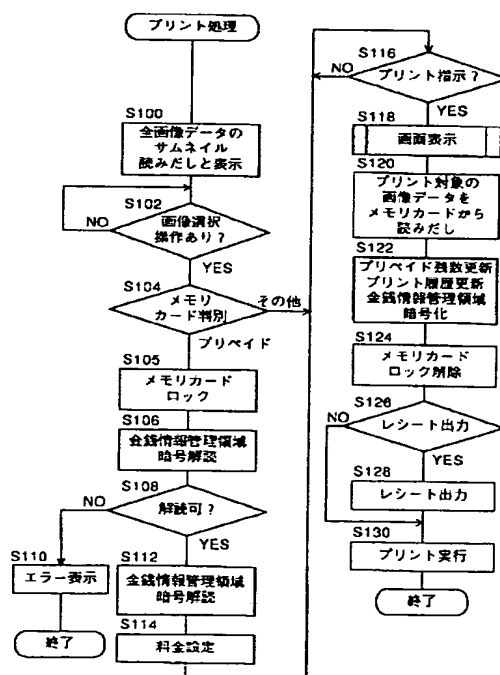 プリント処理
S100
全画像データの
サムネイル
読みだしと表示
S102
画像選択
操作あり？
NO
YES
S104
メモリ
カード判別
その他
プリペイド
S105
メモリカード
ロック
S106
金銭情報管理領域
暗号解読
S108
解読可？
NO
YES
S110
エラー表示
終了
S112
金銭情報管理領域
暗号解読
S114
料金設定
S116
プリント指示？
NO
YES
S118
画面表示
S120
プリント対象の
画像データを
メモリカードから
読みだし
S122
プリペイド残数更新
プリント履歴更新
金銭情報管理領域
暗号化
S124
メモリカード
ロック解除
S126
レシート出力
NO
YES
S128
レシート出力
S130
プリント実行
終了